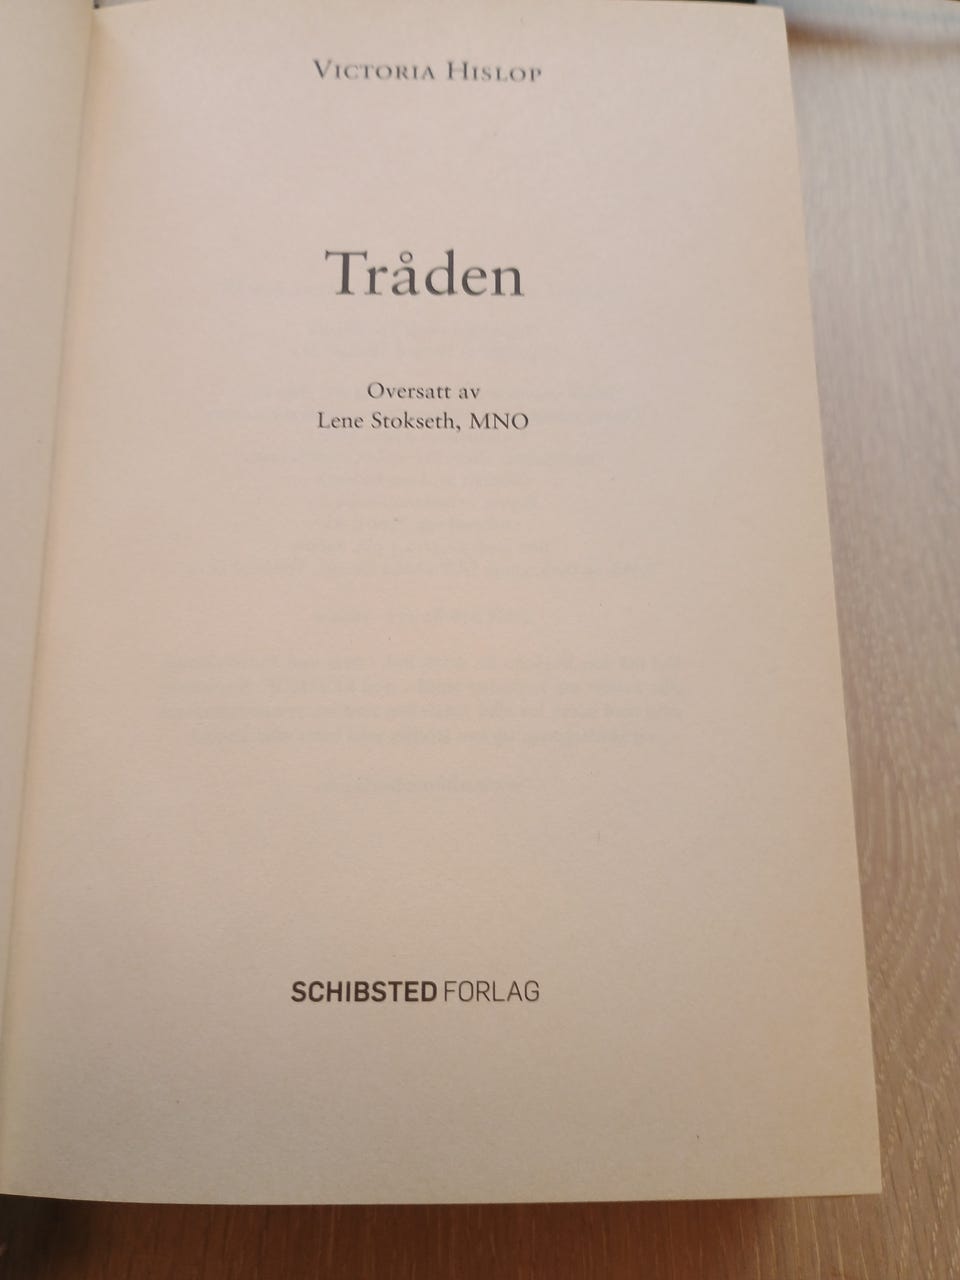 VICTORIA HISLOP
Tråden
Oversatt av
Lene Stokseth, MNO
SCHIBSTED FORLAG